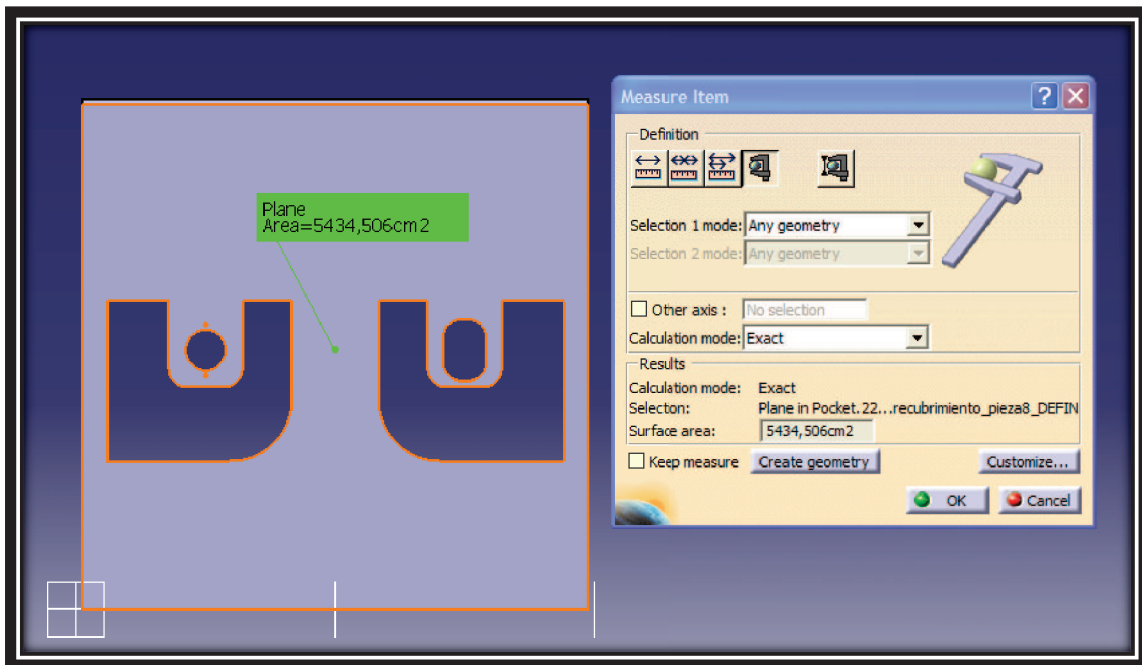 Plane
Area=5434,506cm2
Measure Item
Definition
Selection 1 mode: Any geometry
Selection 2 mode: Any geometry
Other axis : No selection
Calculation mode: Exact
Results
Calculation mode: Exact
Selection: Plane in Pocket.22...recubrimiento_pieza8_DEFIN
Surface area: 5434,506cm2
Keep measure Create geometry Customize...
OK Cancel